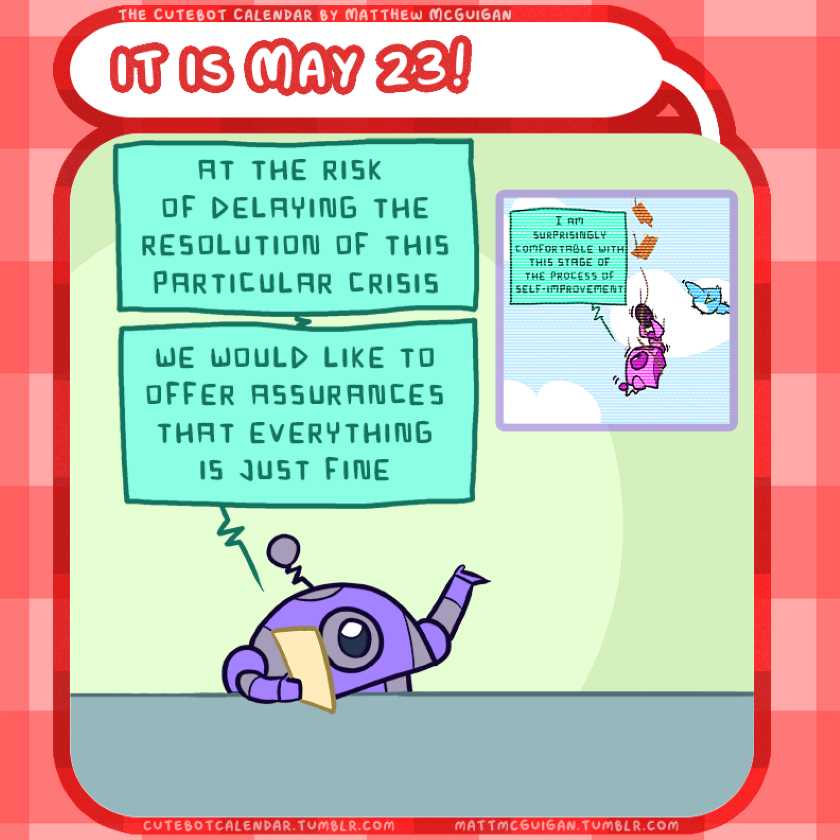 The Cutebot Calendar by Matthew McGuigan
IT IS MAY 23!
AT THE RISK
OF DELAYING THE
RESOLUTION OF THIS
PARTICULAR CRISIS
WE WOULD LIKE TO
OFFER ASSURANCES
THAT EVERYTHING
IS JUST FINE
I AM
SURPRISINGLY
COMFORTABLE WITH
THIS STAGE OF
THE PROCESS OF
SELF-IMPROVEMENT
cutebotcalendar.tumblr.com
mattmcguigan.tumblr.com